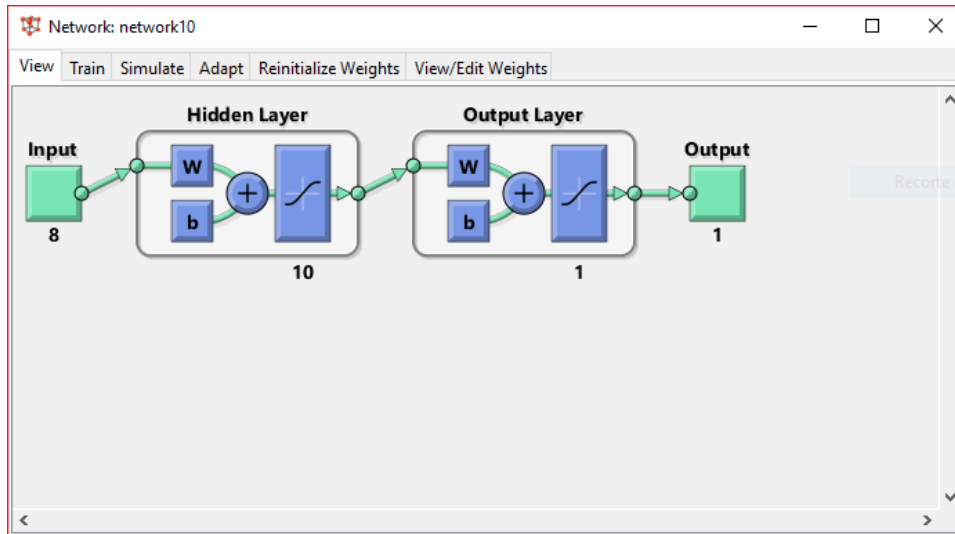 Network: network10
View Train Simulate Adapt Reinitialize Weights View/Edit Weights
Hidden Layer Output Layer
Input Output
W W
b b
8 1
10 1
Recorte